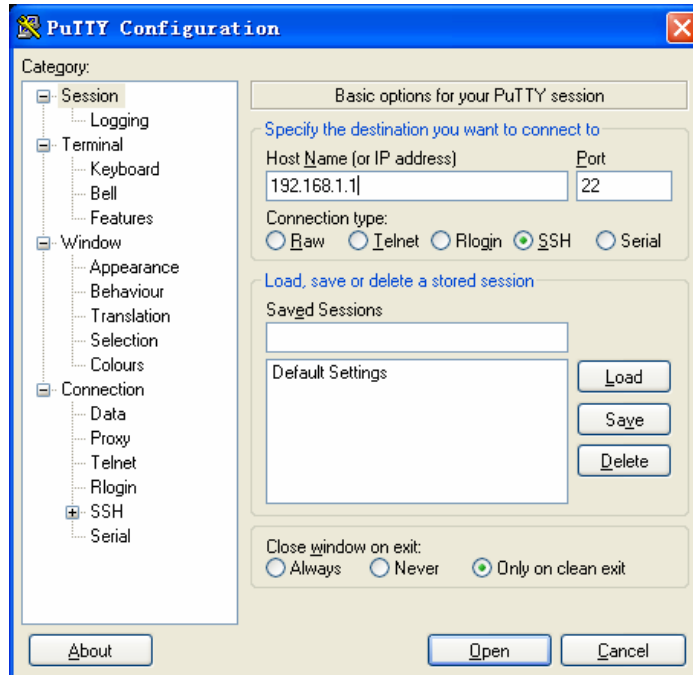 PuTTY Configuration
Category:
Session
Logging
Terminal
Keyboard
Bell
Features
Window
Appearance
Behaviour
Translation
Selection
Colours
Connection
Data
Proxy
Telnet
Rlogin
SSH
Serial
Basic options for your PuTTY session
Specify the destination you want to connect to
Host Name (or IP address) Port
192.168.1.1 22
Connection type:
Raw Telnet Rlogin SSH Serial
Load, save or delete a stored session
Saved Sessions
Default Settings
Load
Save
Delete
Close window on exit:
Always Never Only on clean exit
About Open Cancel